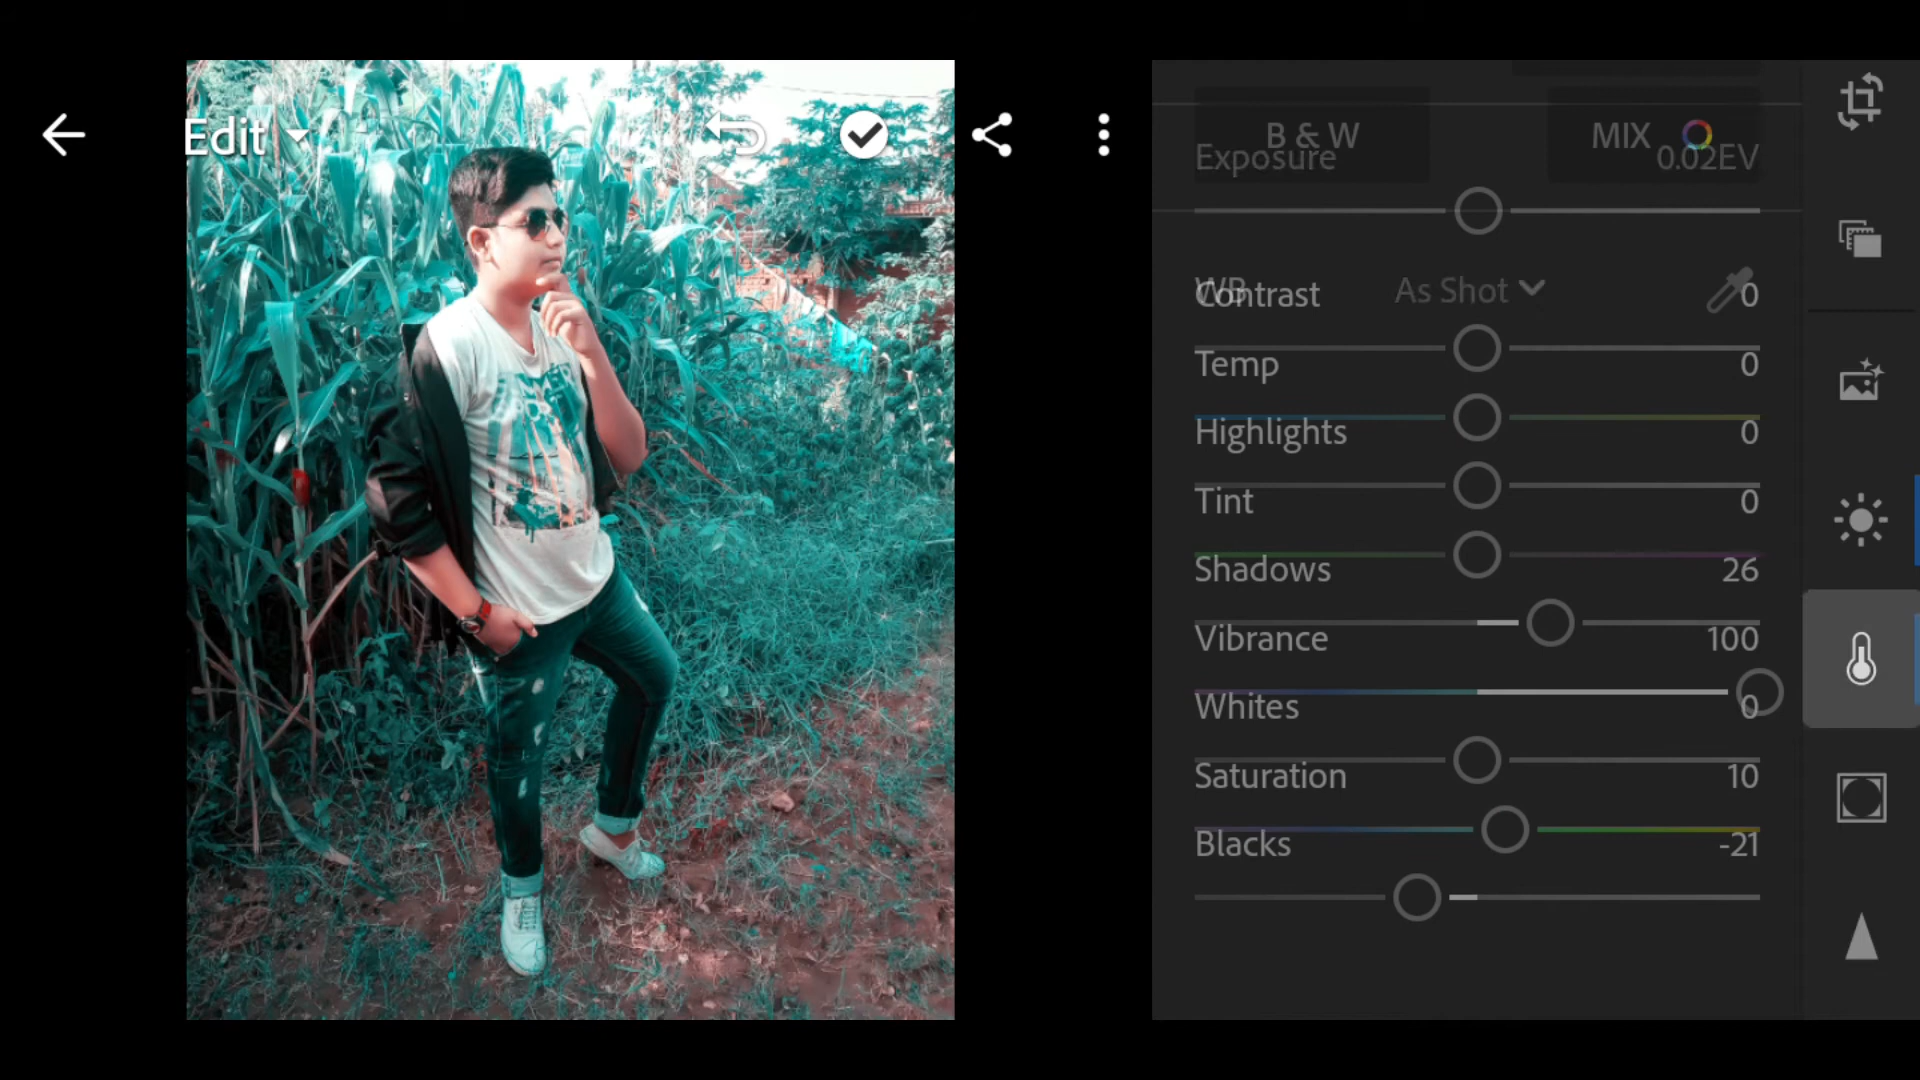 Edit
B & W
MIX
Exposure 0.02EV
WB As Shot
Contrast 0
Temp 0
Highlights 0
Tint 0
Shadows 26
Vibrance 100
Whites 0
Saturation 10
Blacks -21